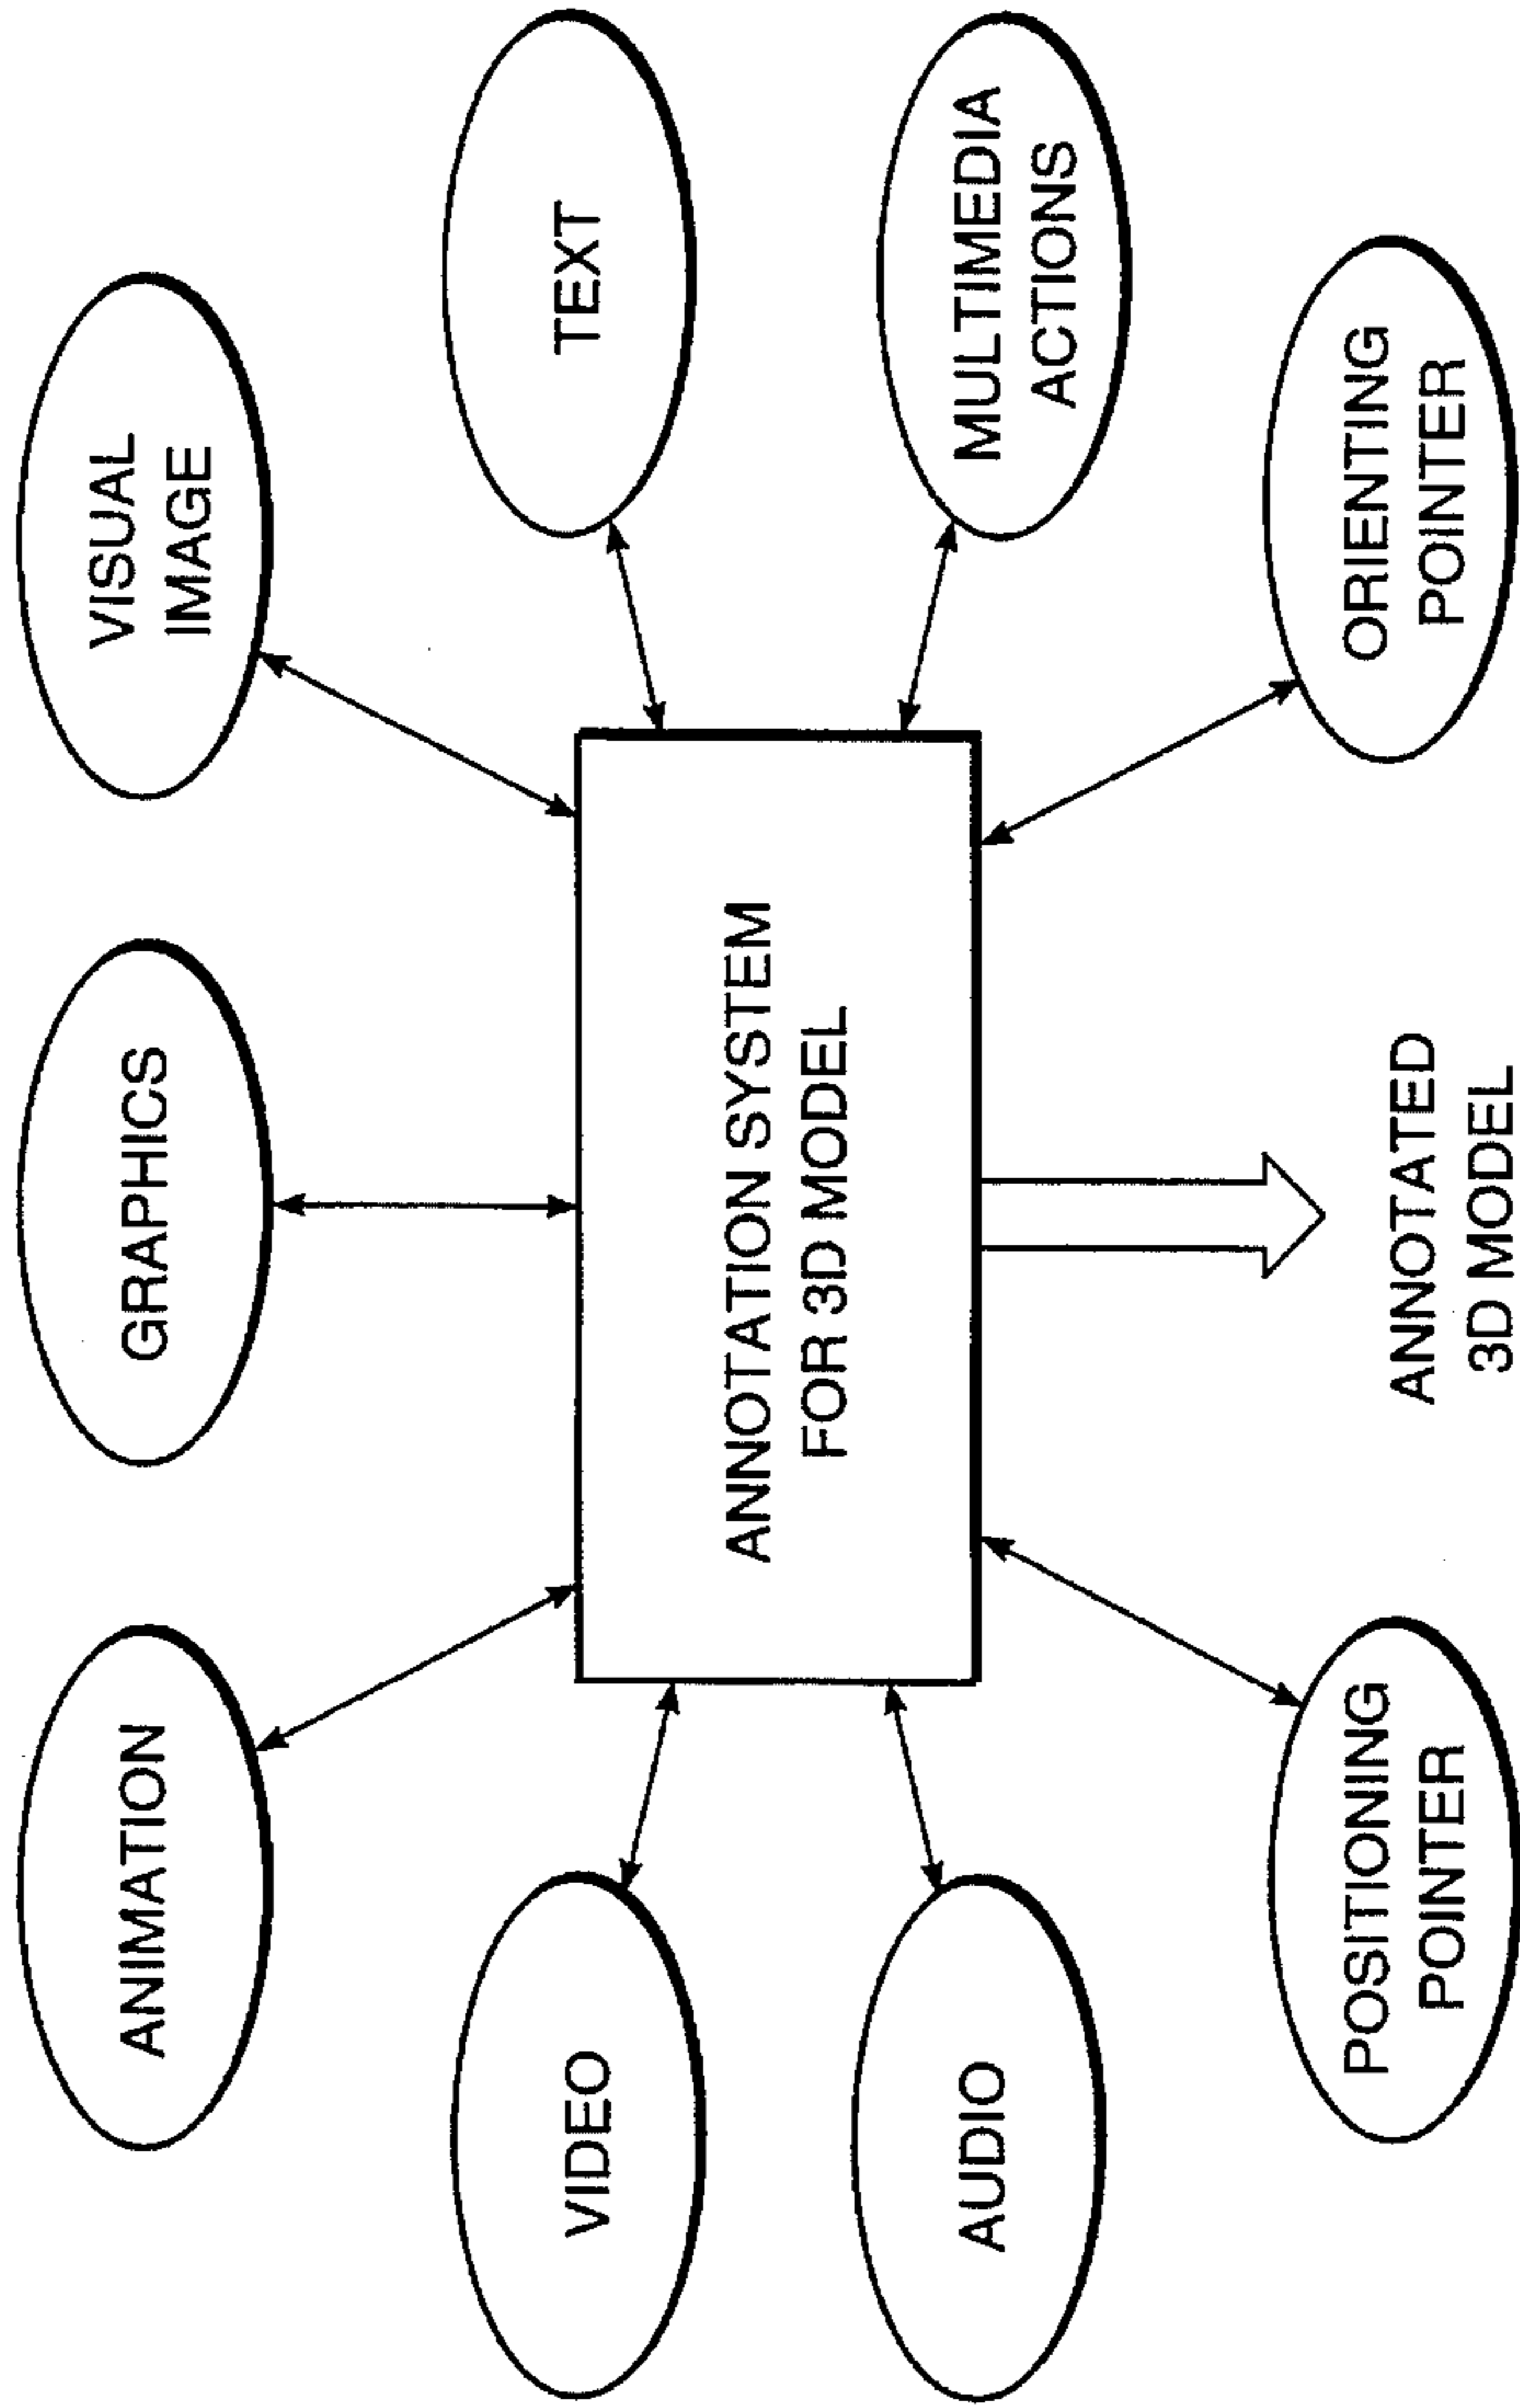 ANIMATION
GRAPHICS
VISUAL
IMAGE
VIDEO
TEXT
ANNOTATION SYSTEM
FOR 3D MODEL
AUDIO
MULTIMEDIA
ACTIONS
POSITIONING
POINTER
ANNOTATED
3D MODEL
ORIENTING
POINTER